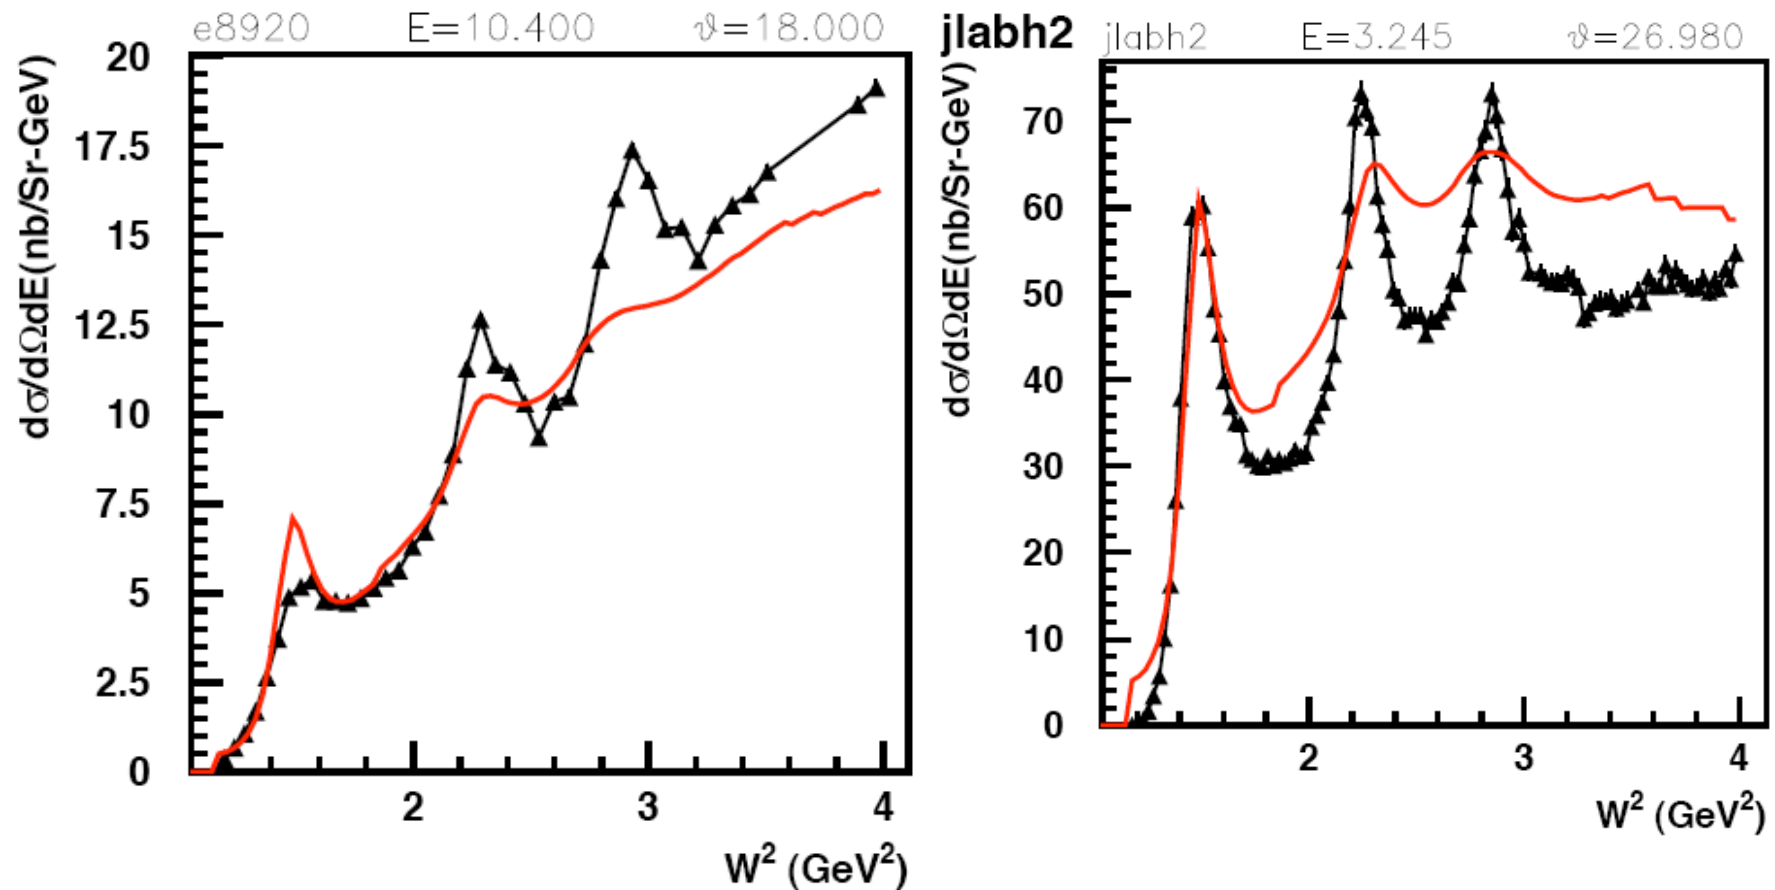 e8920 E=10.400 ϑ=18.000
dσ/dΩdE(nb/Sr-GeV)
20
17.5
15
12.5
10
7.5
5
2.5
0
2 3 4
W² (GeV²)
jlabh2 jlabh2 E=3.245 ϑ=26.980
dσ/dΩdE(nb/Sr-GeV)
70
60
50
40
30
20
10
0
2 3 4
W² (GeV²)